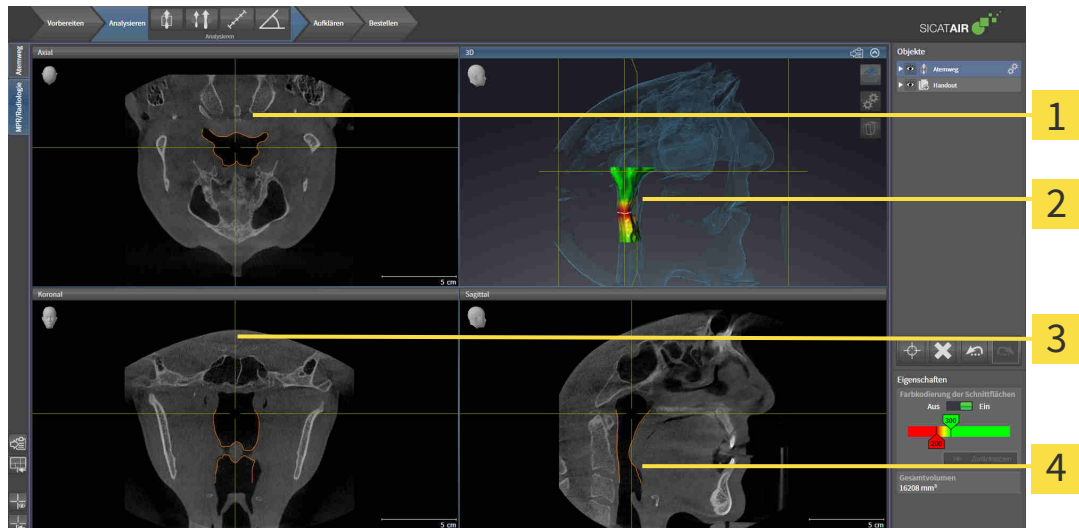 Vorbereiten
Analysieren
Analysieren
Aufklären
Bestellen
SICATAIR
Atemweg
MPR/Radiologie
Axial
5 cm
3D
Koronal
5 cm
Sagittal
5 cm
Objekte
Atemweg
Handout
Eigenschaften
Farbkodierung der Schnittflächen
Aus
Ein
300
200
Zurücksetzen
Gesamtvolumen
16208 mm³
1
2
3
4